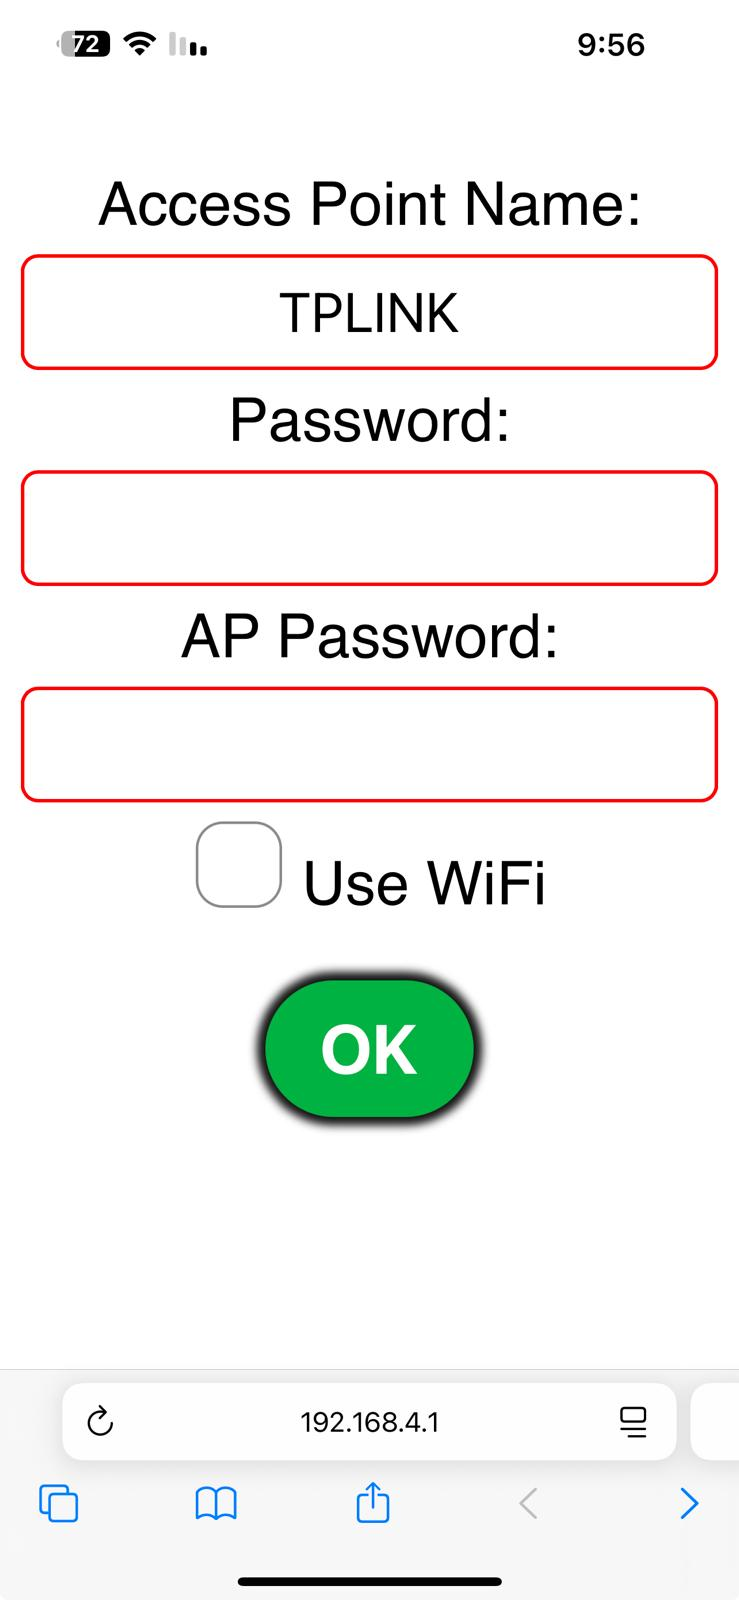 72
9:56
Access Point Name:
TPLINK
Password:
AP Password:
Use WiFi
OK
192.168.4.1